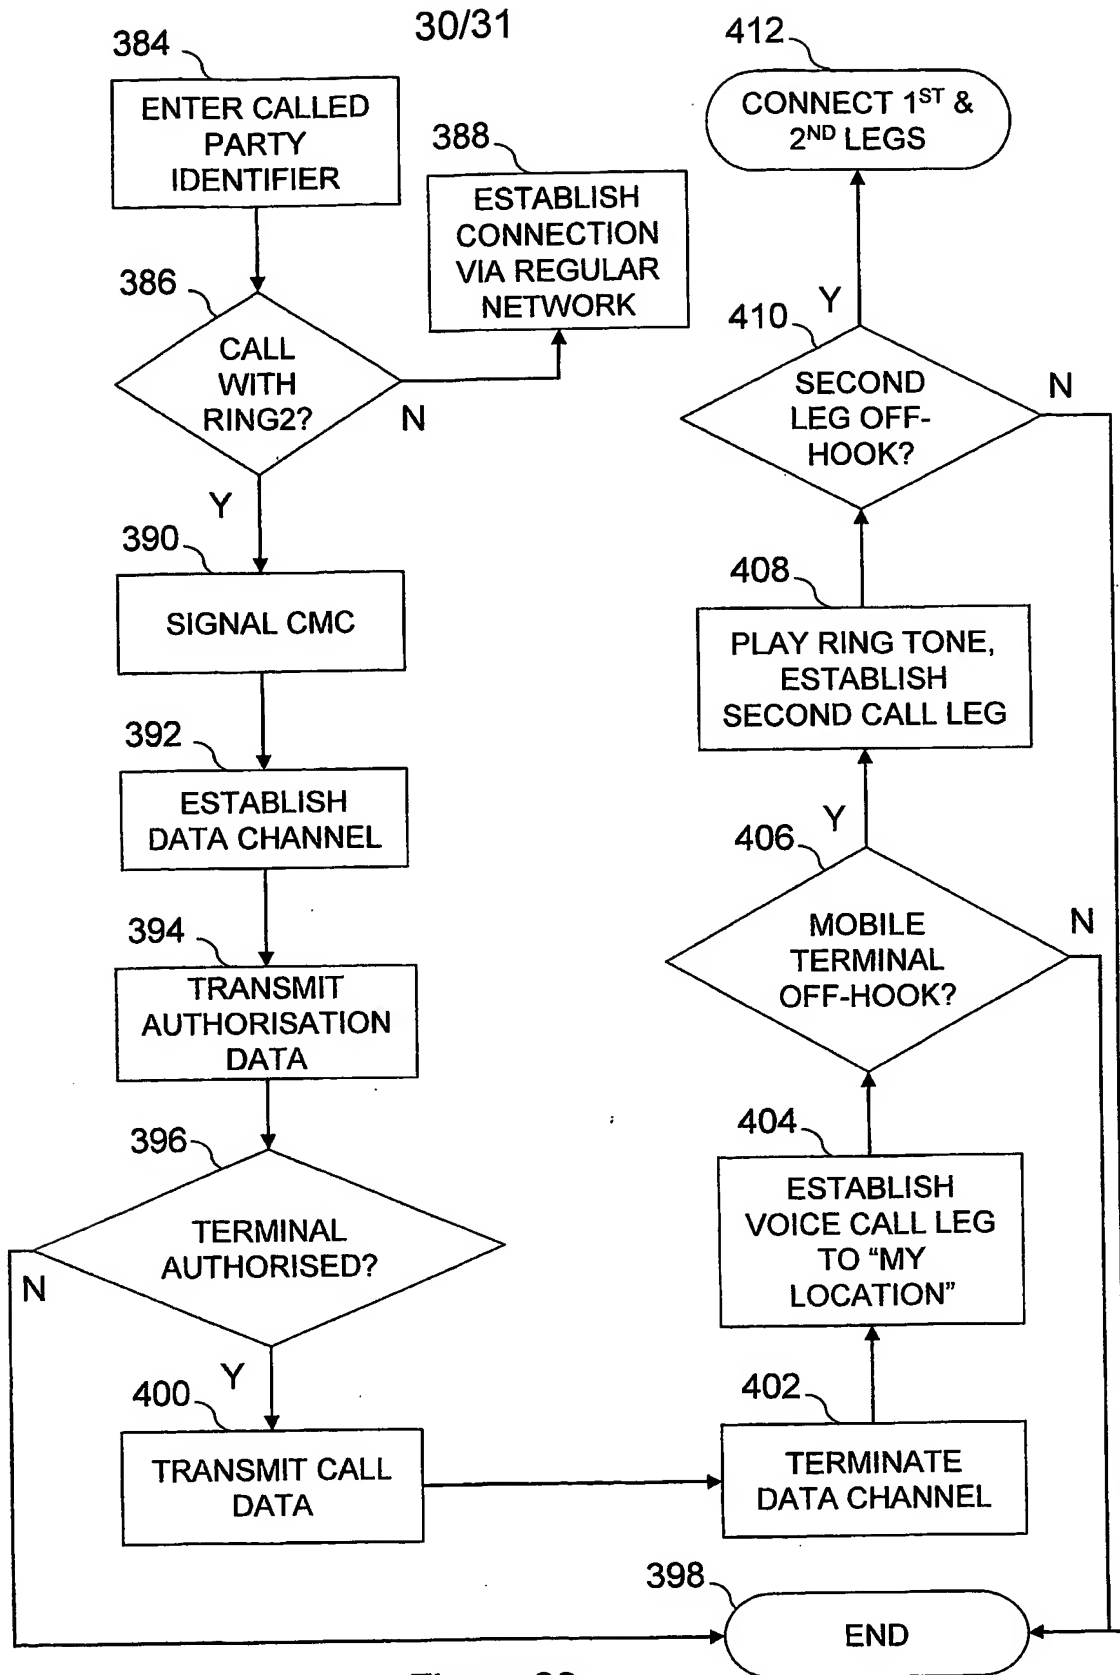 30/31
384
ENTER CALLED
PARTY
IDENTIFIER
386
CALL
WITH
RING2?
N
Y
388
ESTABLISH
CONNECTION
VIA REGULAR
NETWORK
390
SIGNAL CMC
392
ESTABLISH
DATA CHANNEL
394
TRANSMIT
AUTHORISATION
DATA
396
TERMINAL
AUTHORISED?
N
Y
400
TRANSMIT CALL
DATA
402
TERMINATE
DATA CHANNEL
404
ESTABLISH
VOICE CALL LEG
TO “MY
LOCATION”
406
MOBILE
TERMINAL
OFF-HOOK?
N
Y
408
PLAY RING TONE,
ESTABLISH
SECOND CALL LEG
410
SECOND
LEG OFF-
HOOK?
N
Y
412
CONNECT 1ST &
2ND LEGS
398
END